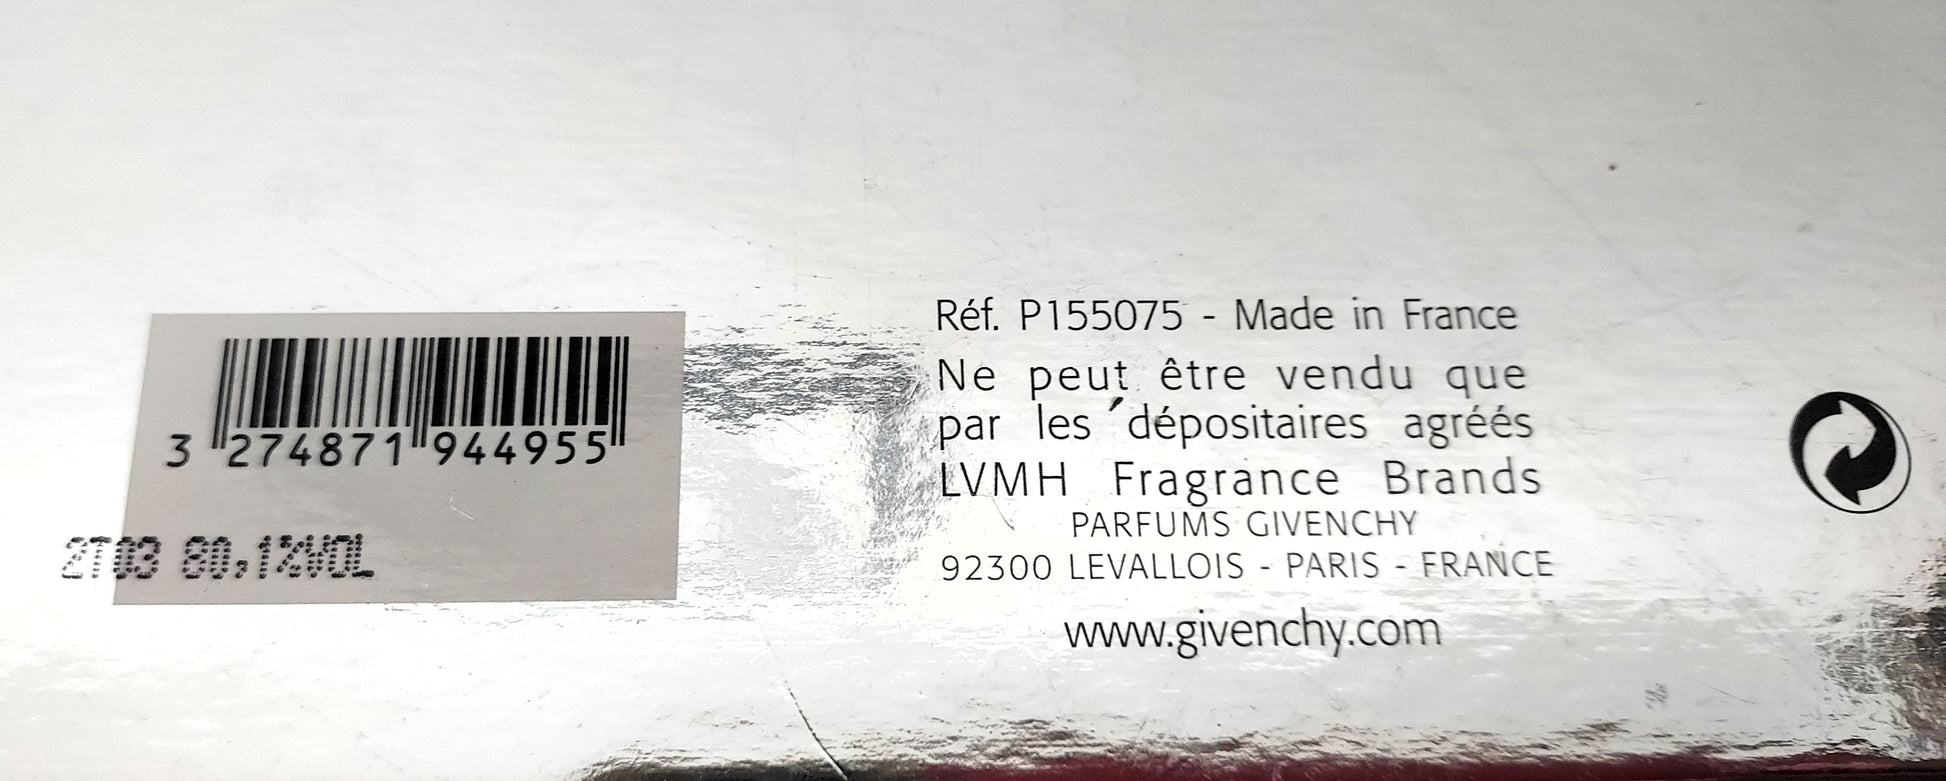 3 274871 944955
2T03 80,1%VOL
Réf. P155075 - Made in France
Ne peut être vendu que
par les dépositaires agréés
LVMH Fragrance Brands
PARFUMS GIVENCHY
92300 LEVALLOIS - PARIS - FRANCE
www.givenchy.com